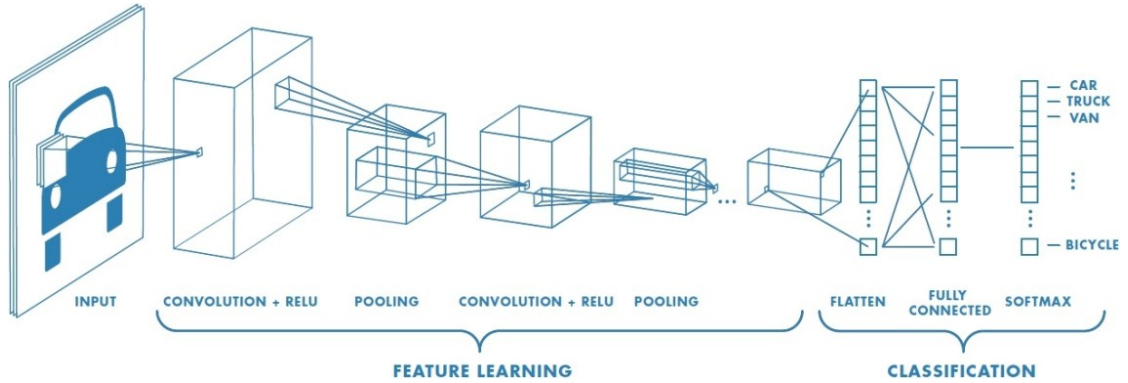 CAR
TRUCK
VAN
BICYCLE
INPUT
CONVOLUTION + RELU
POOLING
CONVOLUTION + RELU
POOLING
FLATTEN
FULLY
CONNECTED
SOFTMAX
FEATURE LEARNING
CLASSIFICATION